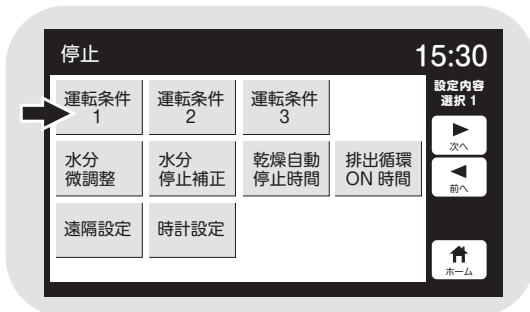 停止
15:30
運転条件
1
運転条件
2
運転条件
3
設定内容
選択 1
次へ
水分
微調整
水分
停止補正
乾燥自動
停止時間
排出循環
ON 時間
前へ
遠隔設定
時計設定
ホーム